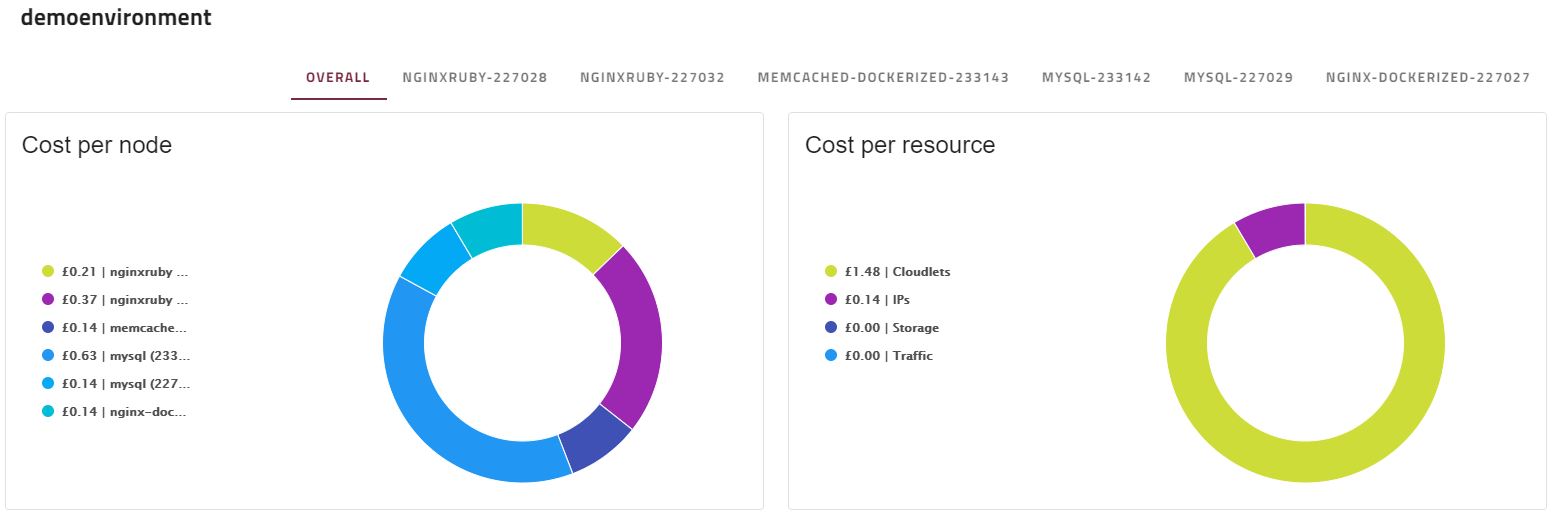 demoenvironment
OVERALL NGINXRUBY-227028 NGINXRUBY-227032 MEMCACHED-DOCKERIZED-233143 MYSQL-233142 MYSQL-227029 NGINX-DOCKERIZED-227027
Cost per node
£0.21 | nginxruby ...
£0.37 | nginxruby ...
£0.14 | memcache...
£0.63 | mysql (233...
£0.14 | mysql (227...
£0.14 | nginx-doc...
Cost per resource
£1.48 | Cloudlets
£0.14 | IPs
£0.00 | Storage
£0.00 | Traffic